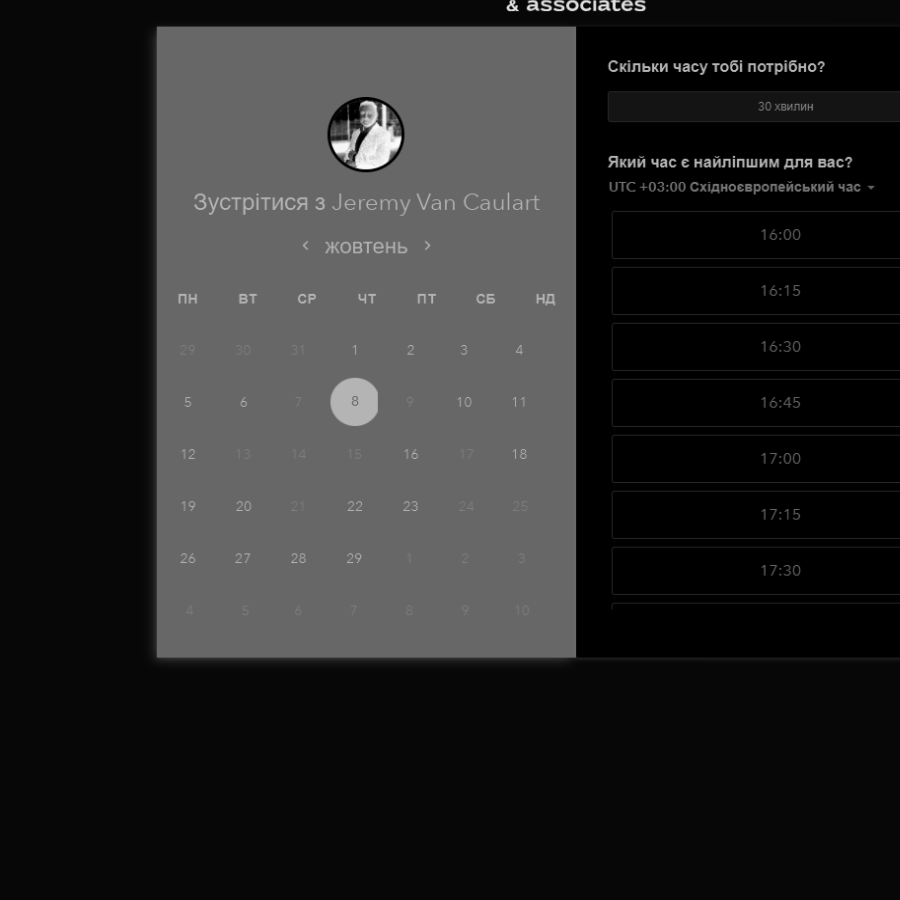 & associates
Зустрітися з Jeremy Van Caulart
жовтень
ПН ВТ СР ЧТ ПТ СБ НД
29 30 31 1 2 3 4
5 6 7 8 9 10 11
12 13 14 15 16 17 18
19 20 21 22 23 24 25
26 27 28 29 1 2 3
4 5 6 7 8 9 10
Скільки часу тобі потрібно?
30 хвилин
Який час є найліпшим для вас?
UTC +03:00 Східноєвропейський час
16:00
16:15
16:30
16:45
17:00
17:15
17:30